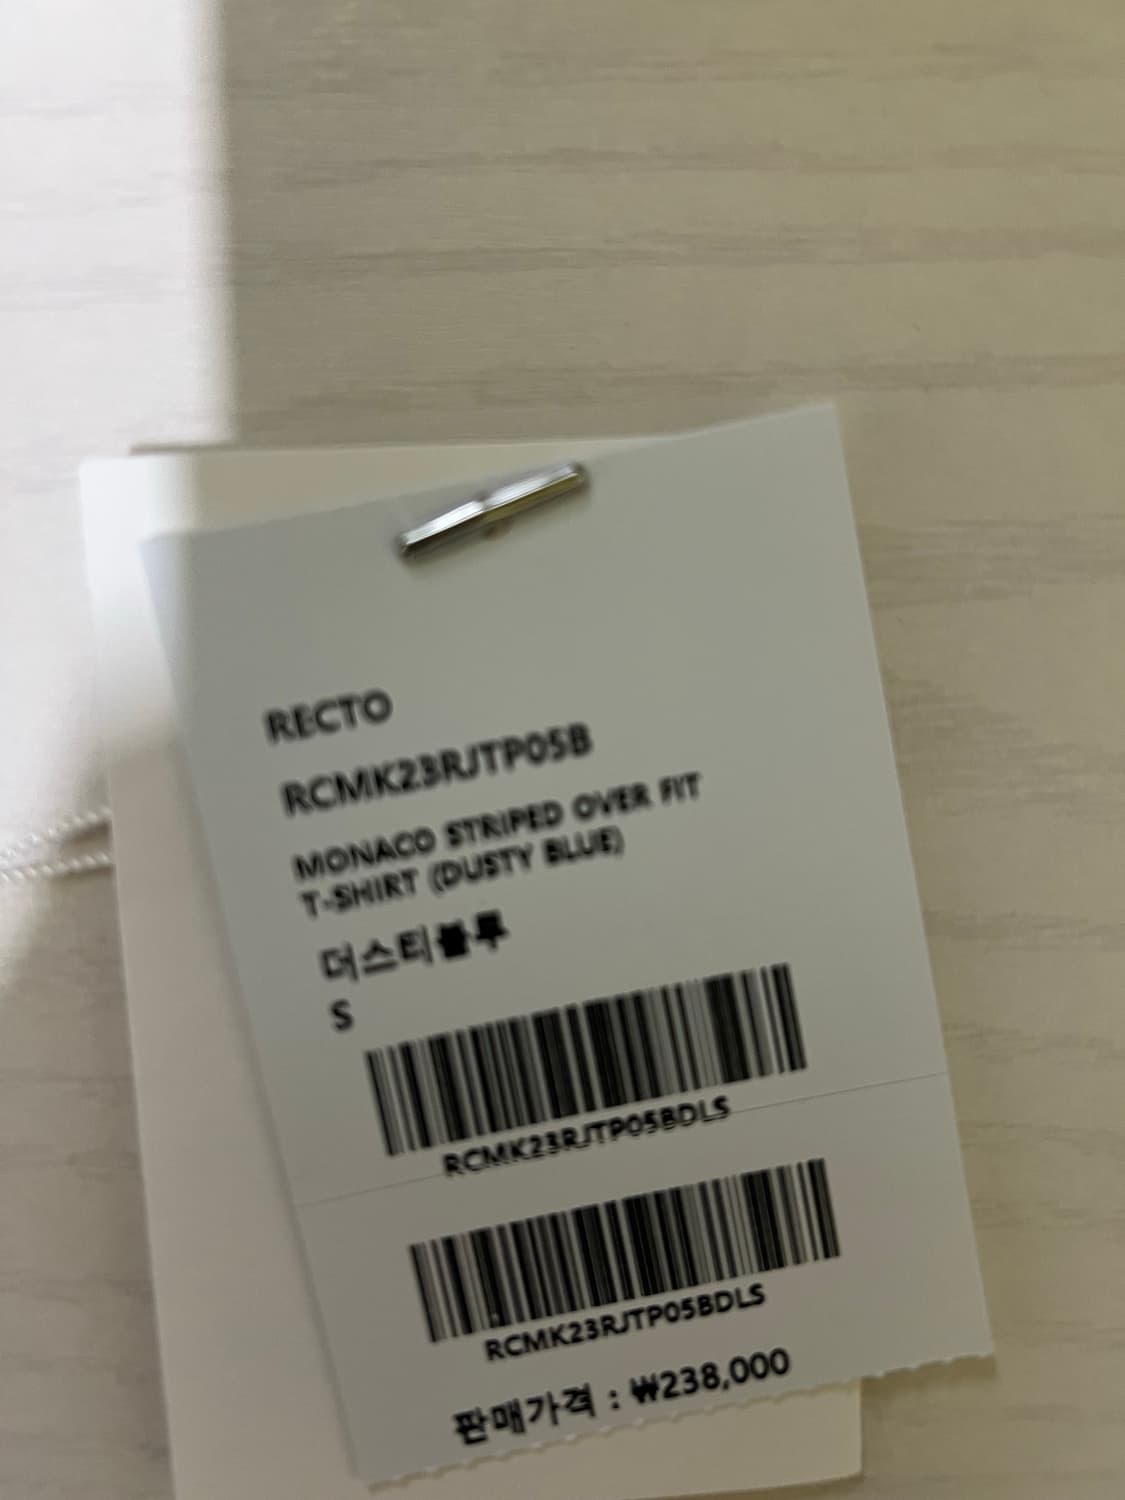 RECTO
RCMK23RJTP05B
MONACO STRIPED OVER FIT
T-SHIRT (DUSTY BLUE)
더스티블루
S
RCMK23RJTP05BDLS
RCMK23RJTP05BDLS
판매가격 : ₩238,000